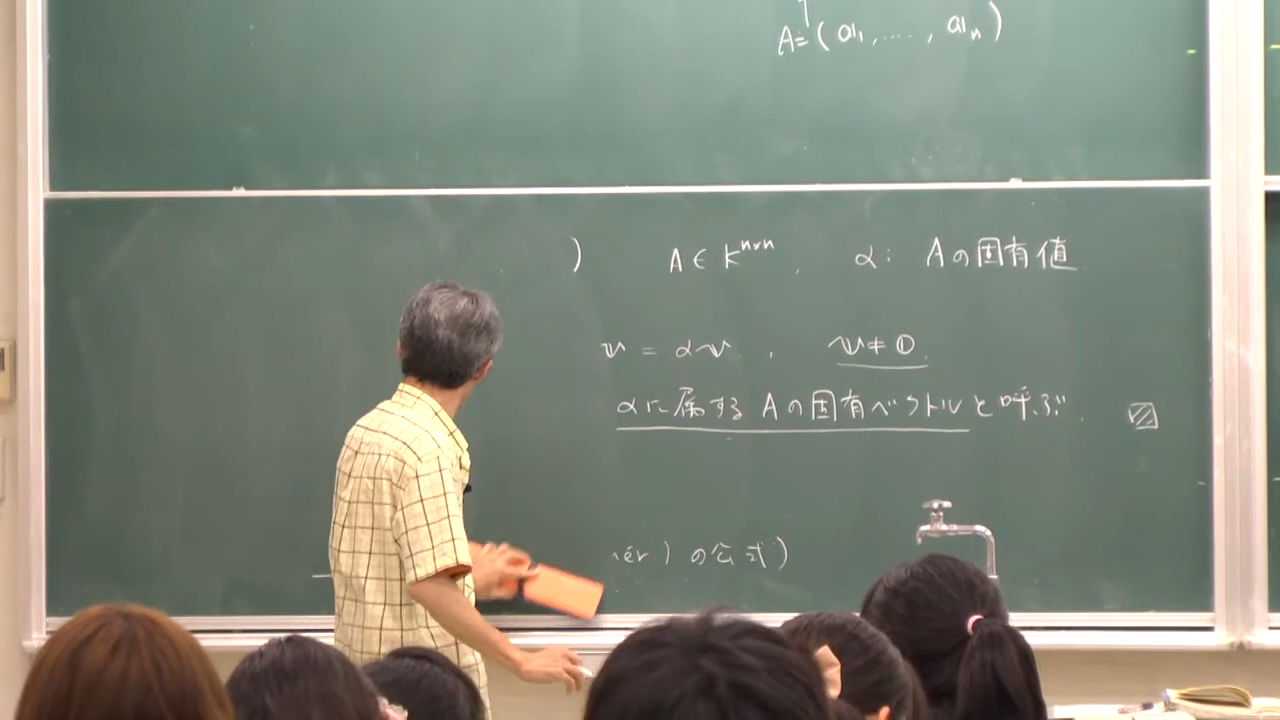 A = (𝕒₁, ‥‥, 𝕒ₙ)
) A ∈ K^{n×n}, α: Aの固有値
𝕧 = α𝕧, 𝕧 ≠ 𝟘.
αに属する Aの固有ベクトルと呼ぶ.
ér) の公式)